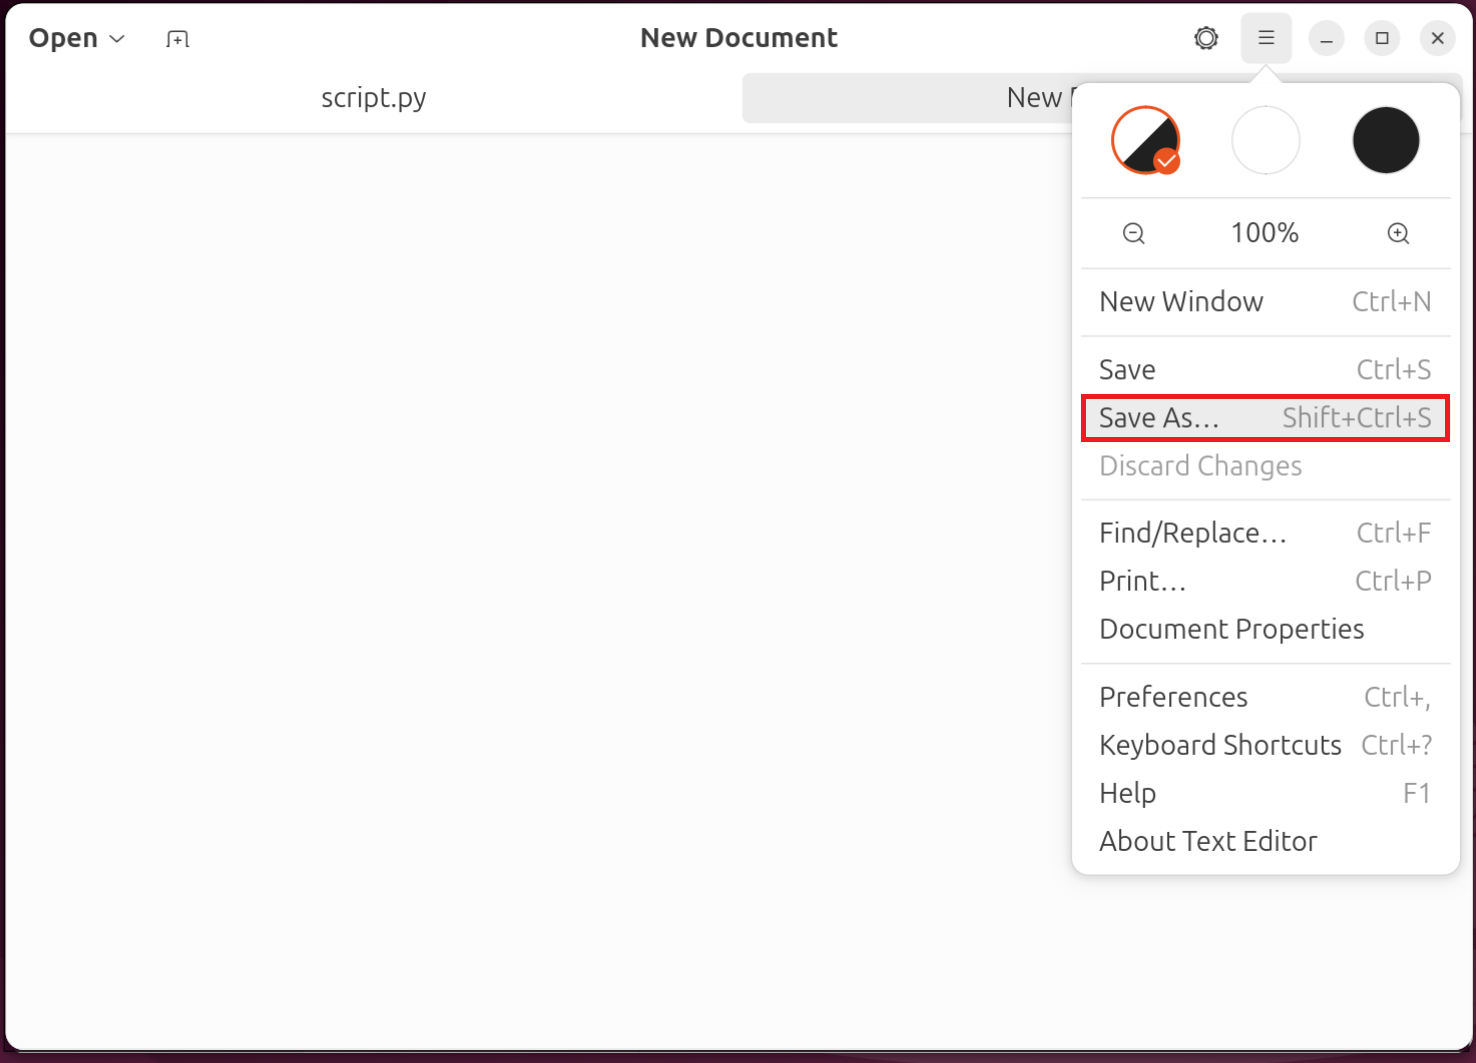 Open
New Document
script.py
New
100%
New Window Ctrl+N
Save Ctrl+S
Save As... Shift+Ctrl+S
Discard Changes
Find/Replace... Ctrl+F
Print... Ctrl+P
Document Properties
Preferences Ctrl+,
Keyboard Shortcuts Ctrl+?
Help F1
About Text Editor